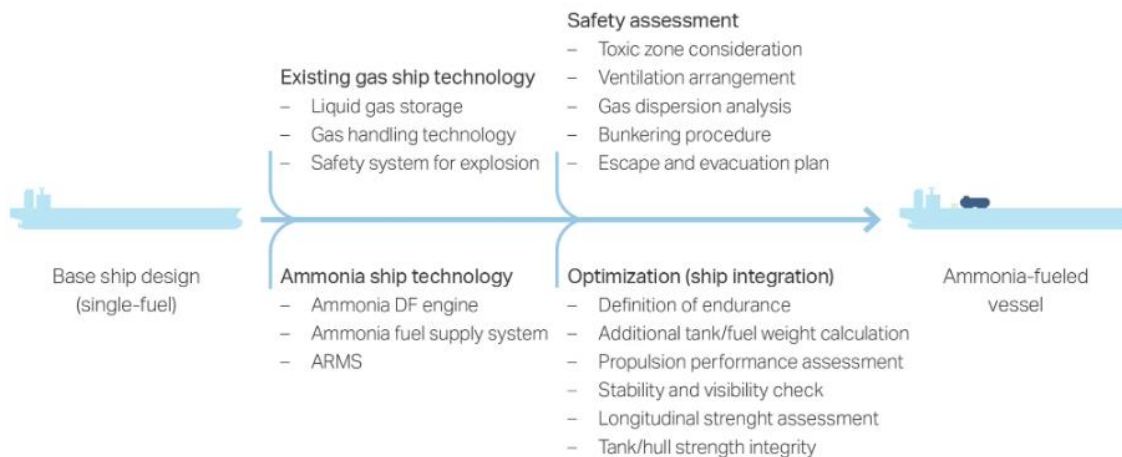 Safety assessment
– Toxic zone consideration
– Ventilation arrangement
– Gas dispersion analysis
– Bunkering procedure
– Escape and evacuation plan
Existing gas ship technology
– Liquid gas storage
– Gas handling technology
– Safety system for explosion
Base ship design
(single-fuel)
Ammonia ship technology
– Ammonia DF engine
– Ammonia fuel supply system
– ARMS
Optimization (ship integration)
– Definition of endurance
– Additional tank/fuel weight calculation
– Propulsion performance assessment
– Stability and visibility check
– Longitudinal strenght assessment
– Tank/hull strength integrity
Ammonia-fueled
vessel